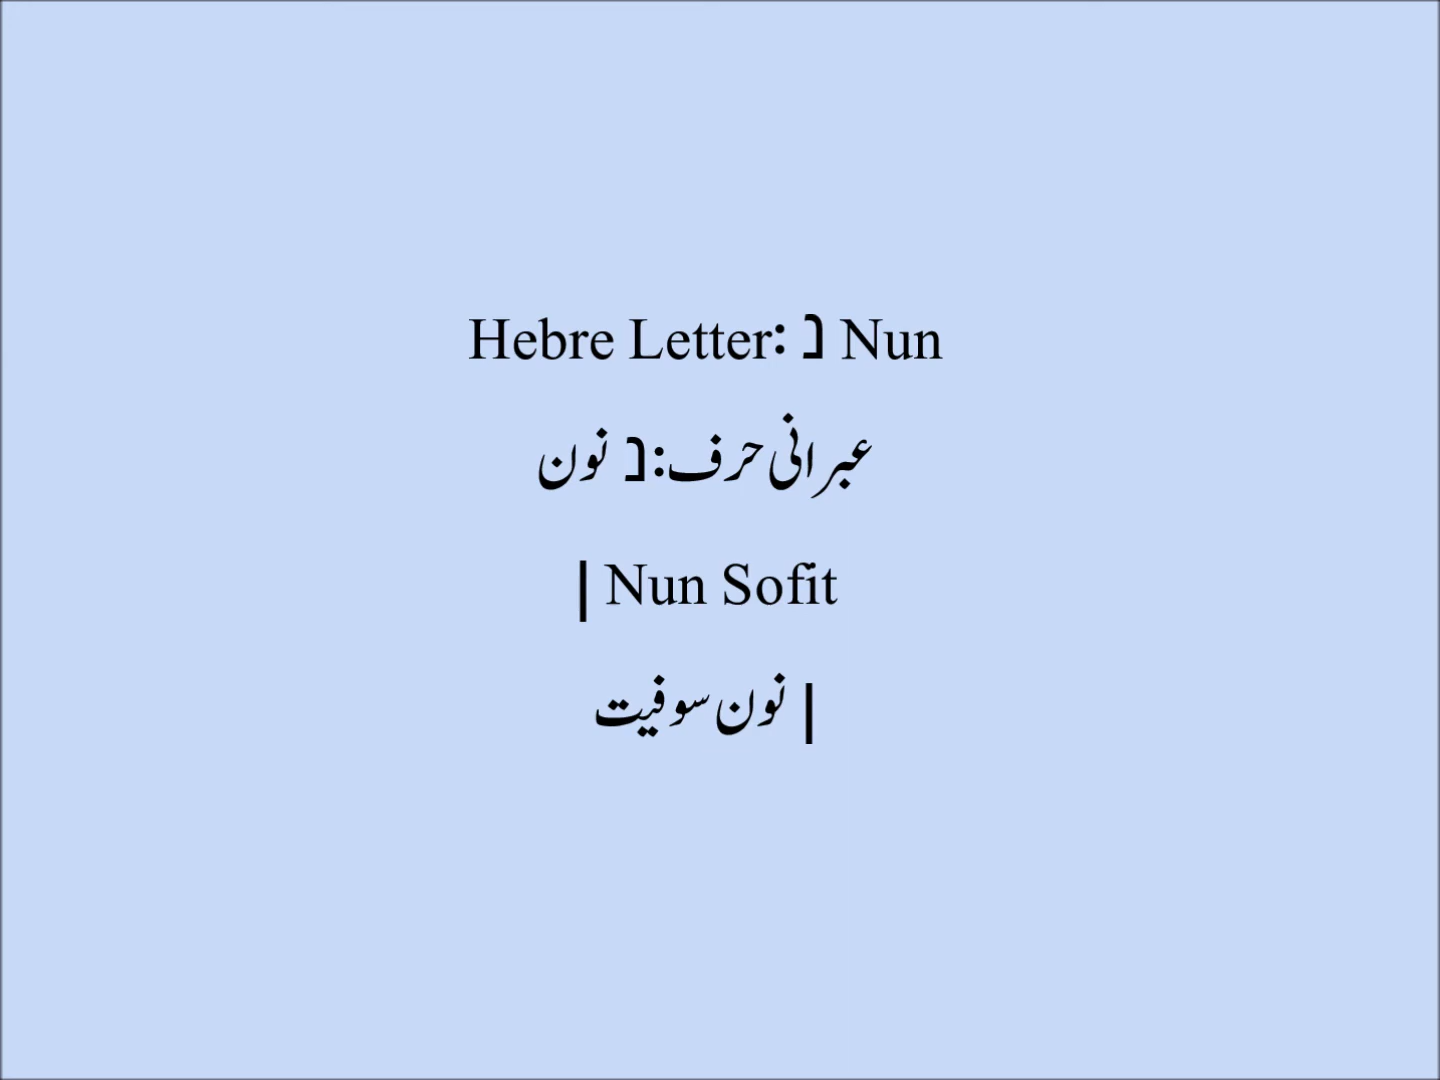 Hebre Letter: נ Nun
عبرانی حرف: נ نون
| Nun Sofit
| نون سوفیت